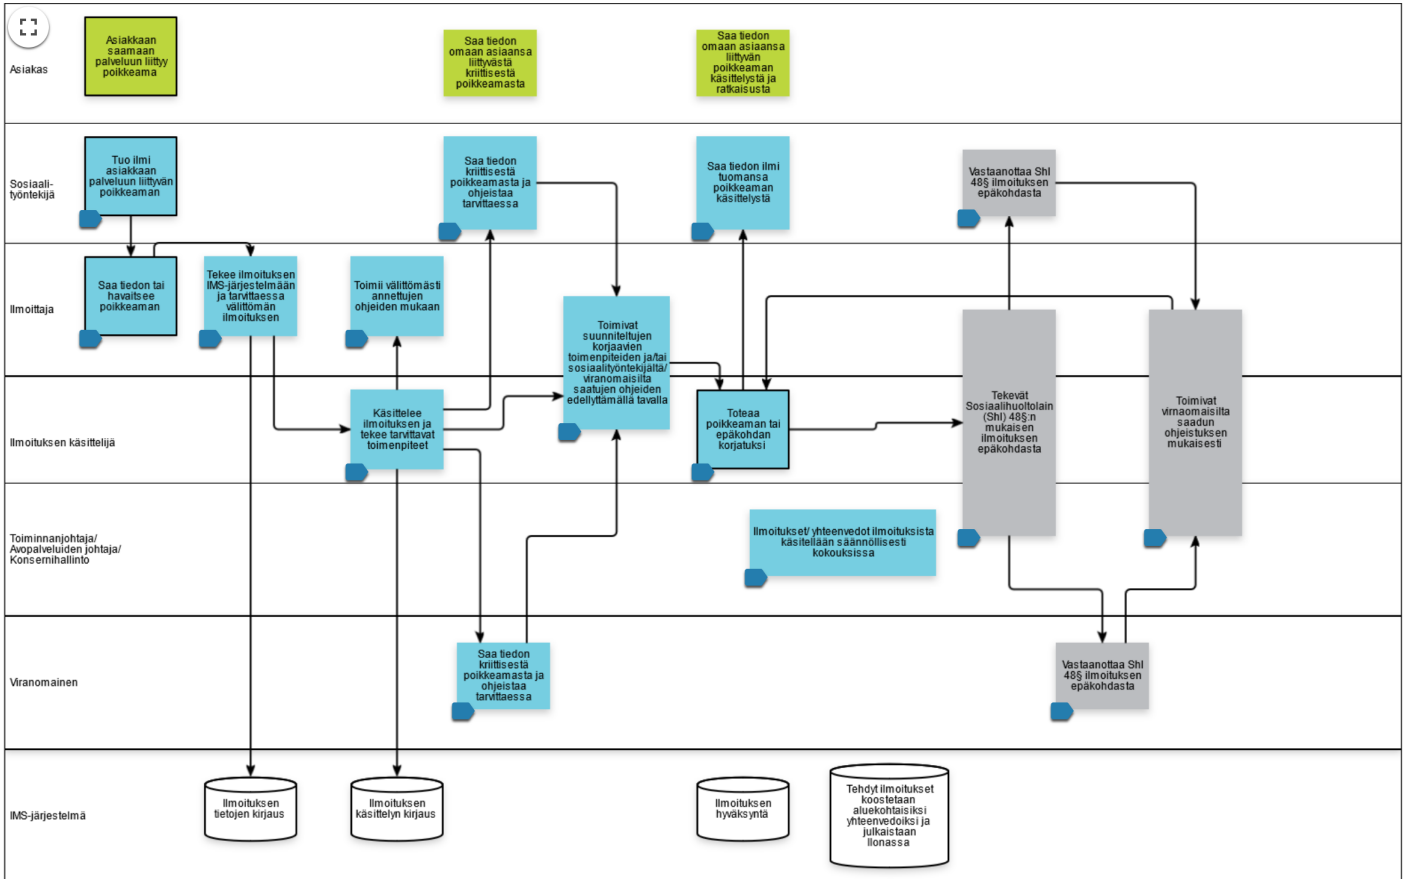 Asiakas
Asiakkaan
saamaan
palveluun liittyy
poikkeama
Saa tiedon
omaan asiaansa
liittyvästä
kriittisestä
poikkeamasta
Saa tiedon
omaan asiaansa
liittyvän
poikkeaman
käsittelystä ja
ratkaisusta
Sosiaali-
työntekijä
Tuo ilmi
asiakkaan
palveluun liittyvän
poikkeaman
Saa tiedon
kriittisestä
poikkeamasta ja
ohjeistaa
tarvittaessa
Saa tiedon ilmi
tuomansa
poikkeaman
käsittelystä
Vastaanottaa Shl
48§ ilmoituksen
epäkohdasta
Ilmoittaja
Saa tiedon tai
havaitsee
poikkeaman
Tekee ilmoituksen
IMS-järjestelmään
ja tarvittaessa
välittömän
ilmoituksen
Toimii välittömästi
annettujen
ohjeiden mukaan
Toimivat
suunniteltujen
korjaavien
toimenpiteiden ja/tai
sosiaalityöntekijältä/
viranomaisilta
saatujen ohjeiden
edellyttämällä tavalla
Ilmoituksen käsittelijä
Käsittelee
ilmoituksen ja
tekee tarvittavat
toimenpiteet
Toteaa
poikkeaman tai
epäkohdan
korjatuksi
Tekevät
Sosiaalihuoltolain
(Shl) 48§:n
mukaisen
ilmoituksen
epäkohdasta
Toimivat
virnaomaisilta
saadun
ohjeistuksen
mukaisesti
Toiminnanjohtaja/
Avopalveluiden johtaja/
Konsernihallinto
Ilmoitukset/ yhteenvedot ilmoituksista
käsitellään säännöllisesti
kokouksissa
Viranomainen
Saa tiedon
kriittisestä
poikkeamasta ja
ohjeistaa
tarvittaessa
Vastaanottaa Shl
48§ ilmoituksen
epäkohdasta
IMS-järjestelmä
Ilmoituksen
tietojen kirjaus
Ilmoituksen
käsittelyn kirjaus
Ilmoituksen
hyväksyntä
Tehdyt ilmoitukset
koostetaan
aluekohtaisiksi
yhteenvedoiksi ja
julkaistaan
Ilonassa